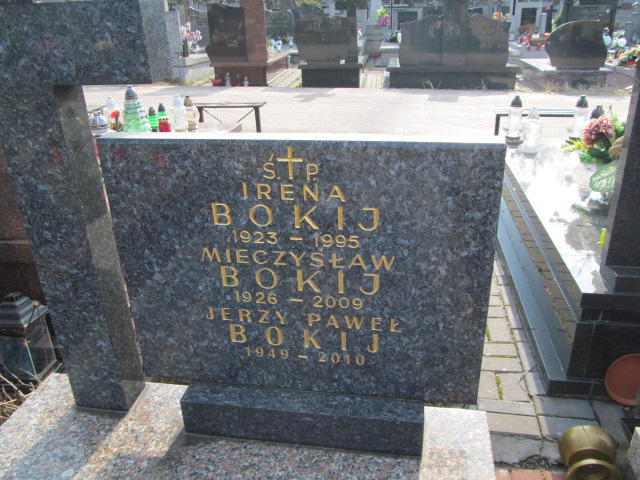 Ś P.
IRENA
BOKIJ
1923 – 1995
MIECZYSŁAW
BOKIJ
1926 – 2009
JERZY PAWEŁ
BOKIJ
1949 – 2010